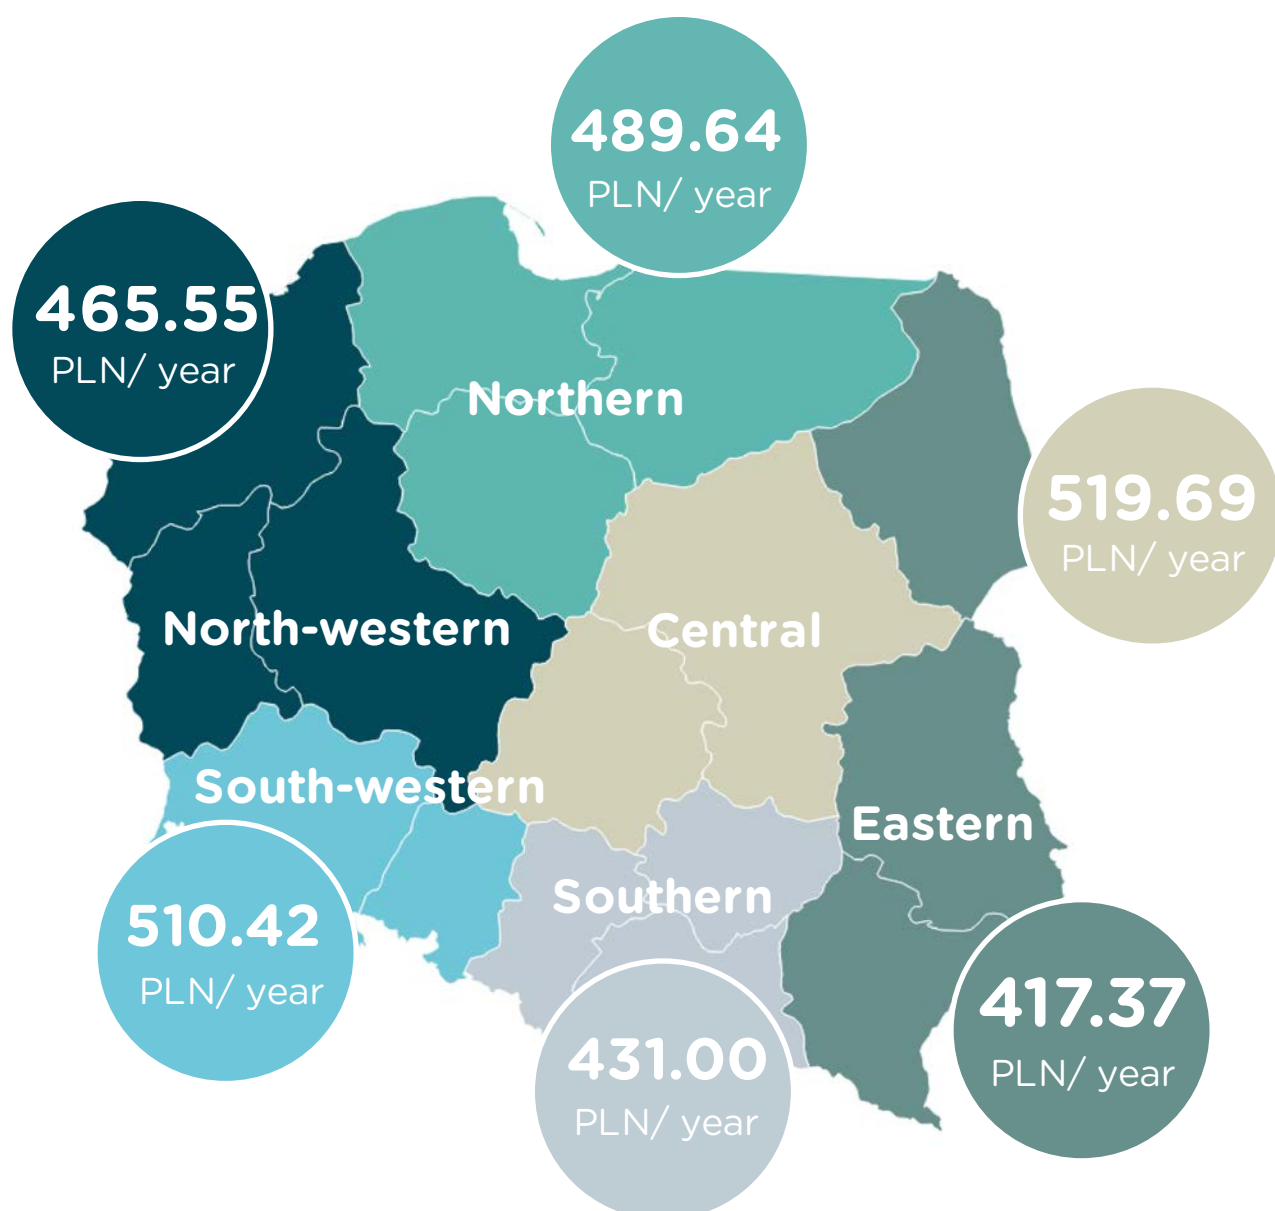 489.64
PLN/ year
465.55
PLN/ year
Northern
519.69
PLN/ year
North-western
Central
South-western
Eastern
Southern
510.42
PLN/ year
417.37
PLN/ year
431.00
PLN/ year